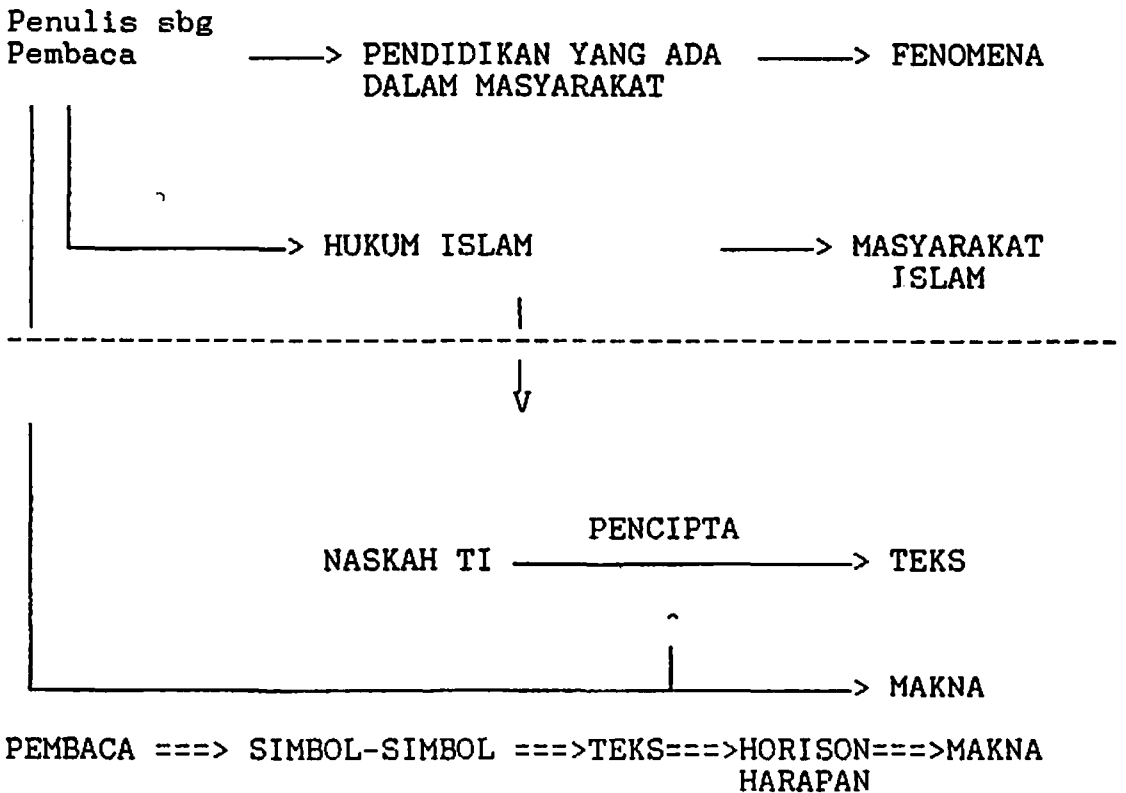 Penulis sbg
Pembaca ——> PENDIDIKAN YANG ADA ——> FENOMENA
DALAM MASYARAKAT
——> HUKUM ISLAM ——> MASYARAKAT
ISLAM
PENCIPTA
NASKAH TI ——> TEKS
——> MAKNA
PEMBACA ===> SIMBOL-SIMBOL ===>TEKS===>HORISON===>MAKNA
HARAPAN